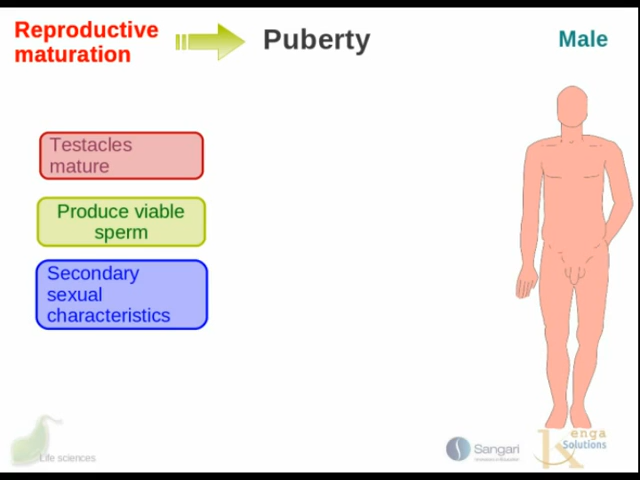 Reproductive
maturation
Puberty
Male
Testacles
mature
Produce viable
sperm
Secondary
sexual
characteristics
Life sciences
Sangari
enga
Solutions